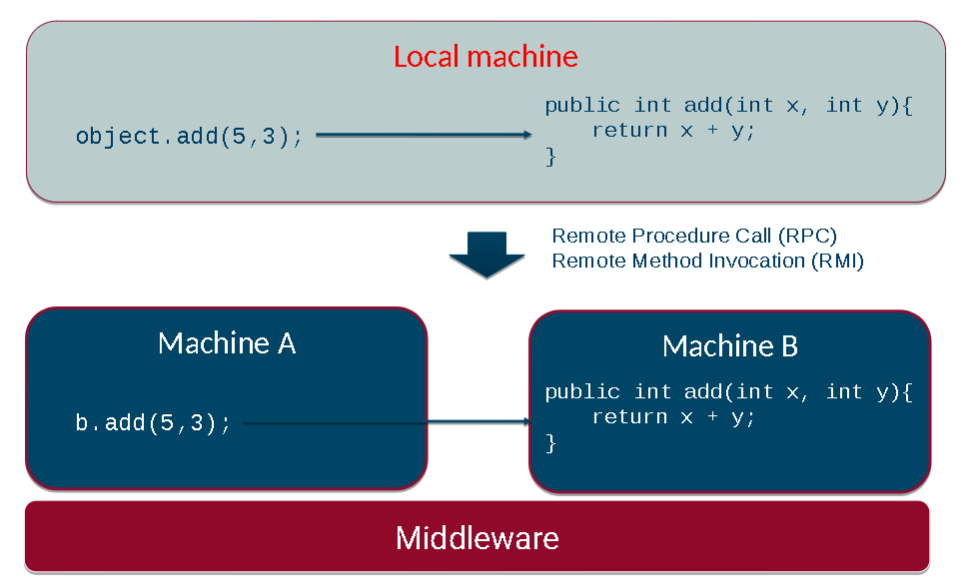 Local machine
object.add(5,3);
public int add(int x, int y){
return x + y;
}
Remote Procedure Call (RPC)
Remote Method Invocation (RMI)
Machine A
b.add(5,3);
Machine B
public int add(int x, int y){
return x + y;
}
Middleware